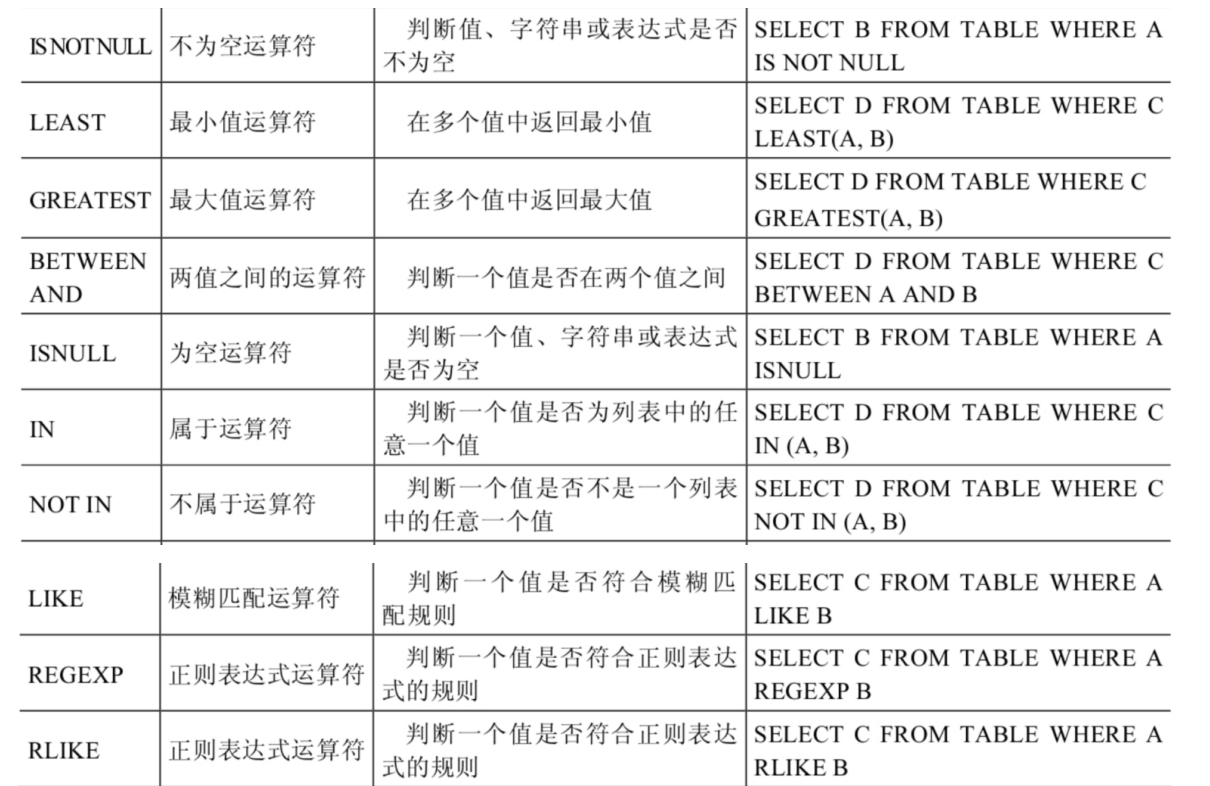 IS NOT NULL 不为空运算符 判断值、字符串或表达式是否 SELECT B FROM TABLE WHERE A
不为空 IS NOT NULL
LEAST 最小值运算符 在多个值中返回最小值 SELECT D FROM TABLE WHERE C
LEAST(A, B)
GREATEST 最大值运算符 在多个值中返回最大值 SELECT D FROM TABLE WHERE C
GREATEST(A, B)
BETWEEN 两值之间的运算符 判断一个值是否在两个值之间 SELECT D FROM TABLE WHERE C
AND BETWEEN A AND B
ISNULL 为空运算符 判断一个值、字符串或表达式 SELECT B FROM TABLE WHERE A
是否为空 ISNULL
IN 属于运算符 判断一个值是否为列表中的任 SELECT D FROM TABLE WHERE C
意一个值 IN (A, B)
NOT IN 不属于运算符 判断一个值是否不是一个列表 SELECT D FROM TABLE WHERE C
中的任意一个值 NOT IN (A, B)
LIKE 模糊匹配运算符 判断一个值是否符合模糊匹 SELECT C FROM TABLE WHERE A
配规则 LIKE B
REGEXP 正则表达式运算符 判断一个值是否符合正则表达 SELECT C FROM TABLE WHERE A
式的规则 REGEXP B
RLIKE 正则表达式运算符 判断一个值是否符合正则表达 SELECT C FROM TABLE WHERE A
式的规则 RLIKE B